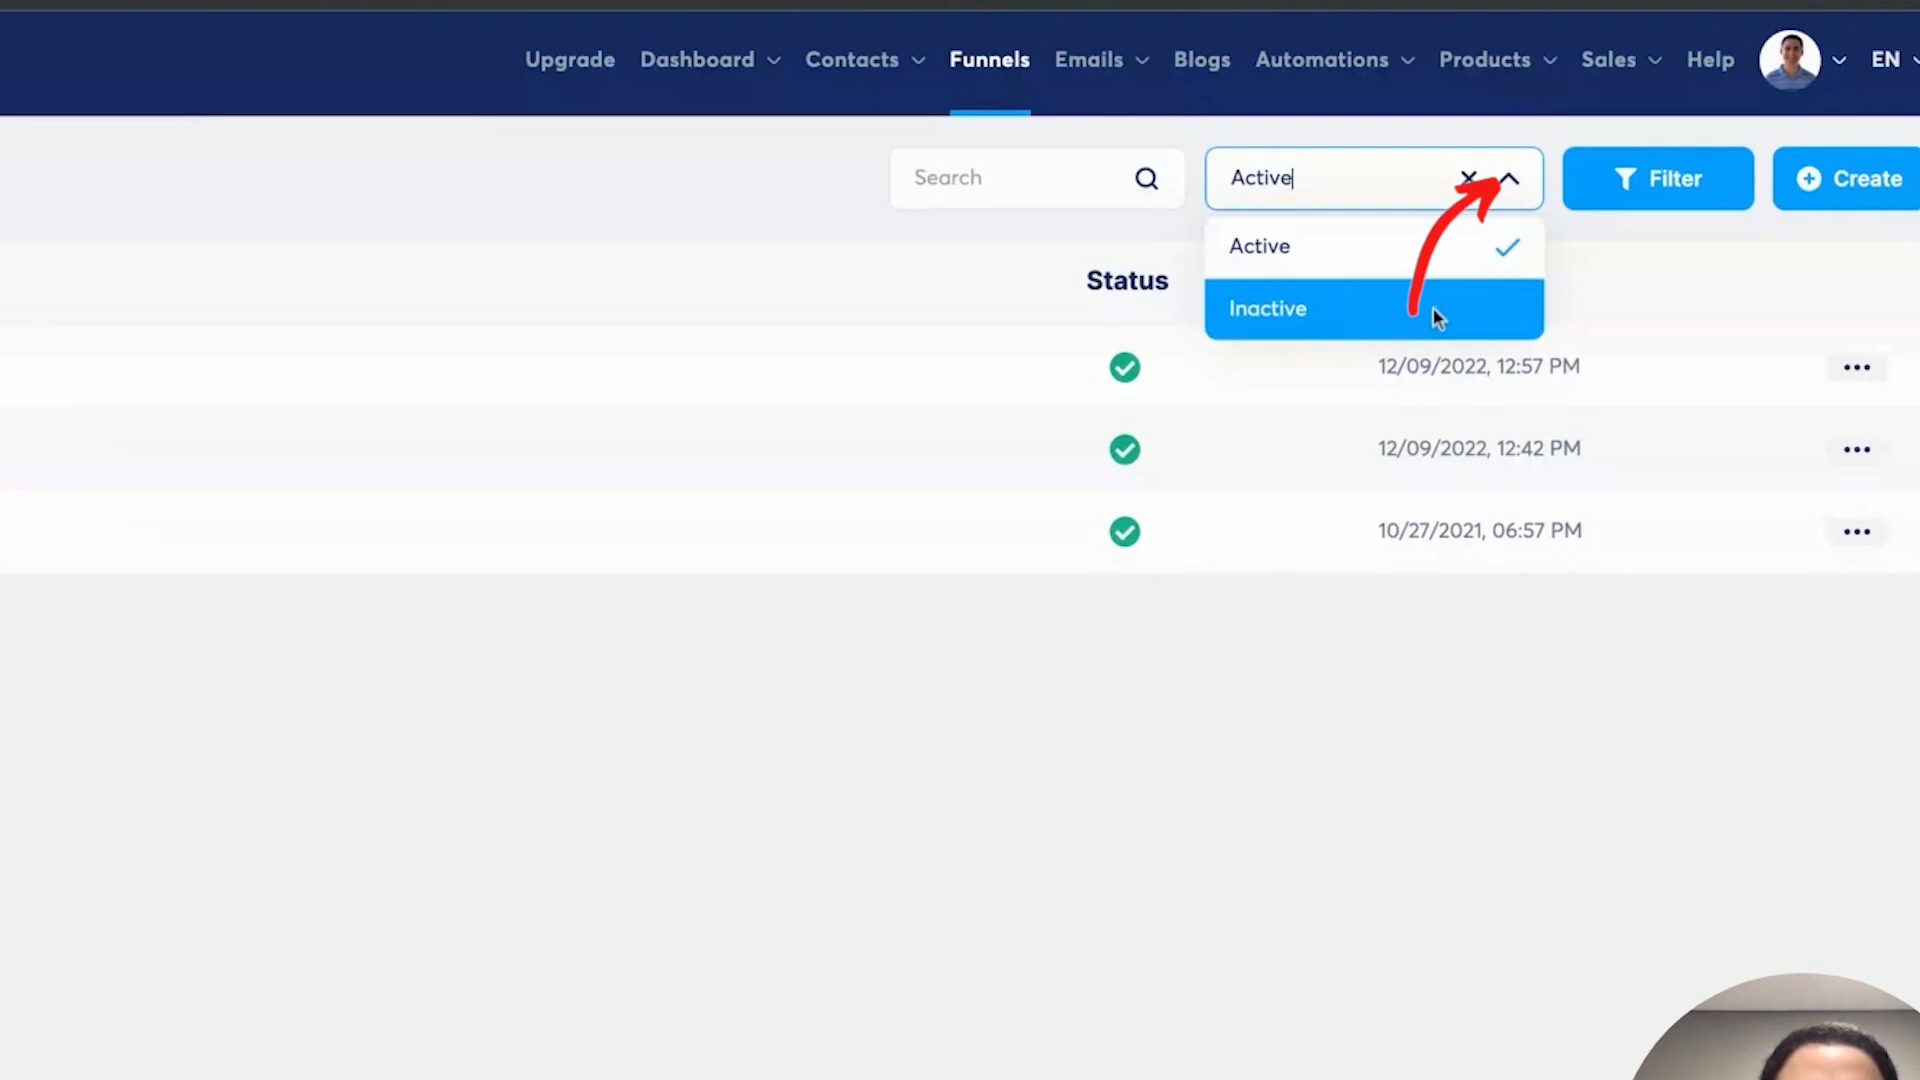 Upgrade Dashboard Contacts Funnels Emails Blogs Automations Products Sales Help EN
Search Active Filter Create
Active
Status
Inactive
12/09/2022, 12:57 PM
12/09/2022, 12:42 PM
10/27/2021, 06:57 PM